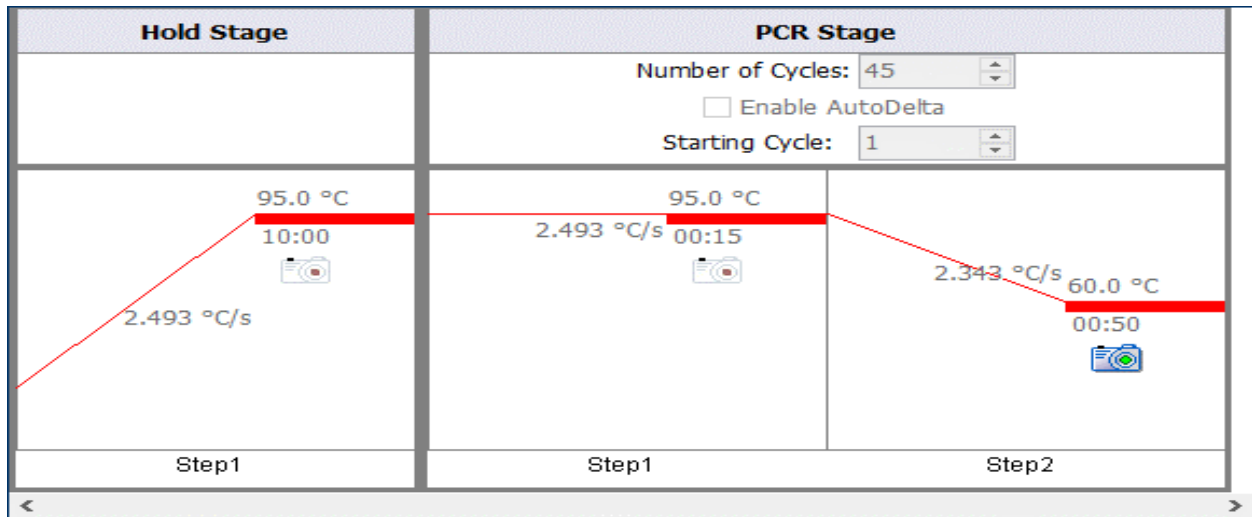 Hold Stage
PCR Stage
Number of Cycles: 45
Enable AutoDelta
Starting Cycle: 1
95.0 °C
10:00
2.493 °C/s
95.0 °C
2.493 °C/s
00:15
2.343 °C/s
60.0 °C
00:50
Step1
Step1
Step2